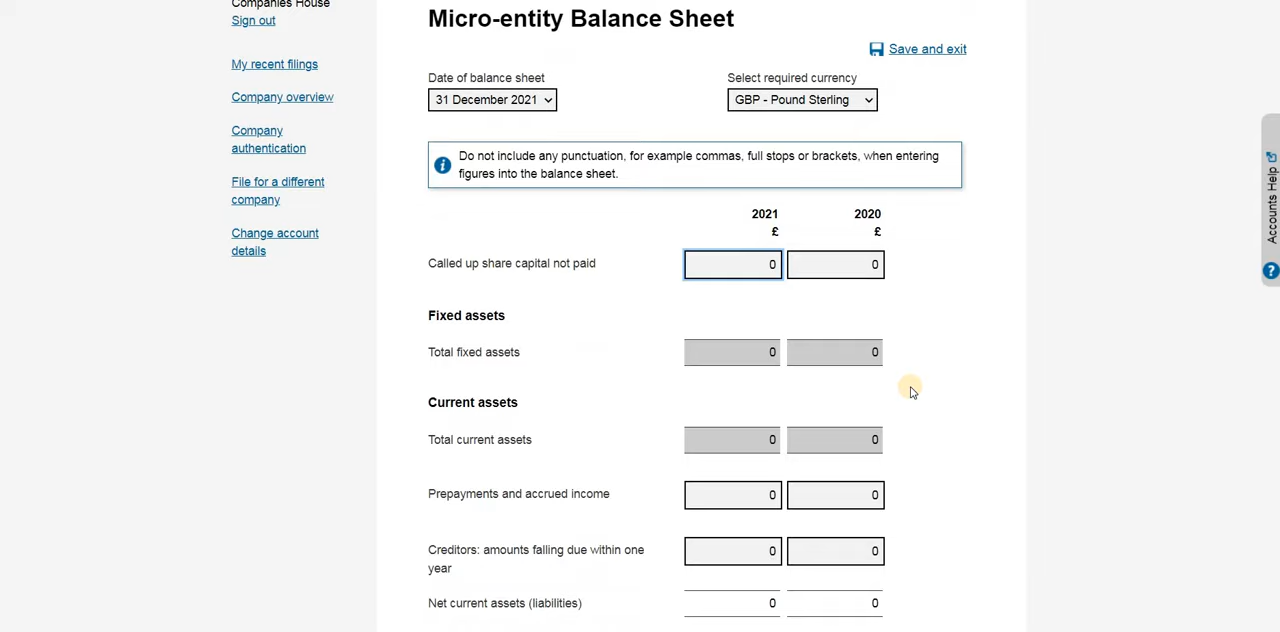 Companies House
Sign out
My recent filings
Company overview
Company
authentication
File for a different
company
Change account
details
Micro-entity Balance Sheet
Save and exit
Date of balance sheet
Select required currency
31 December 2021
GBP - Pound Sterling
Do not include any punctuation, for example commas, full stops or brackets, when entering
figures into the balance sheet.
2021 2020
£ £
Called up share capital not paid 0 0
Fixed assets
Total fixed assets 0 0
Current assets
Total current assets 0 0
Prepayments and accrued income 0 0
Creditors: amounts falling due within one
year
0 0
Net current assets (liabilities) 0 0
Accounts Help
?